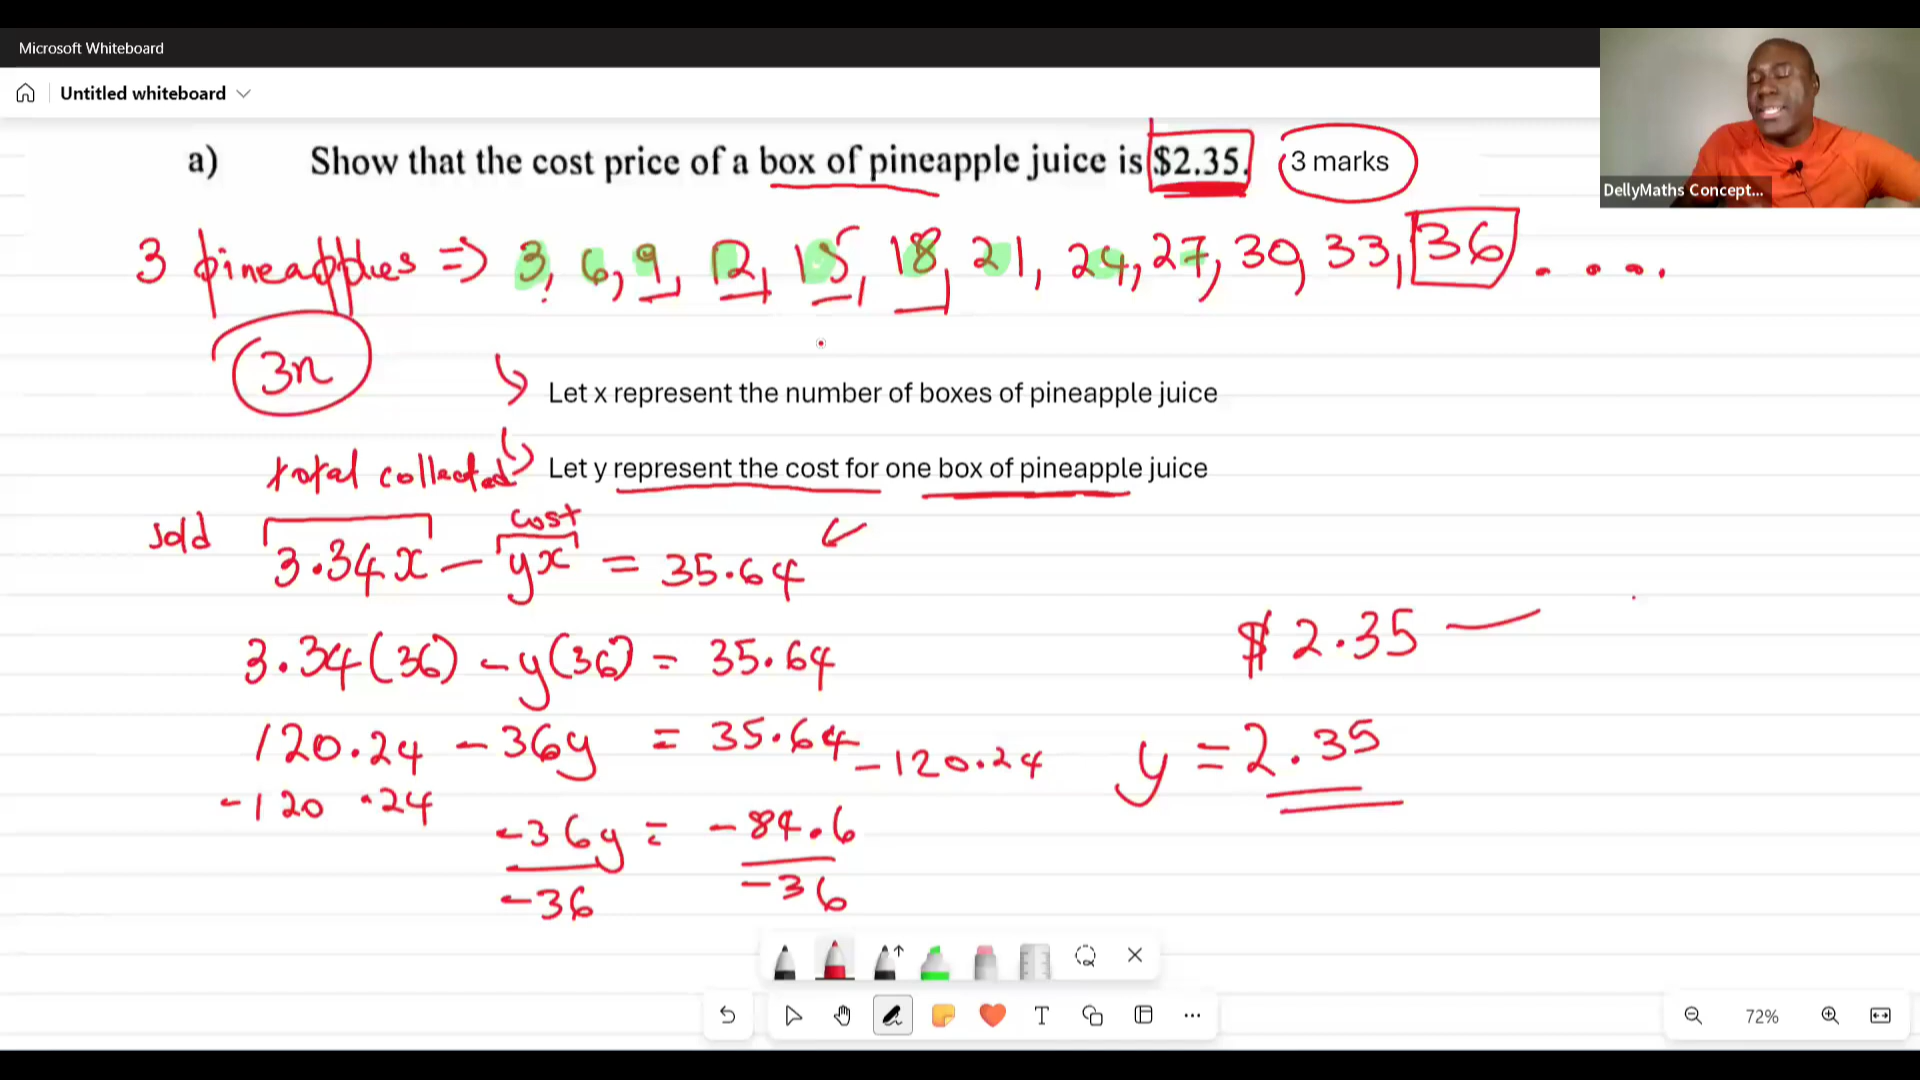 Microsoft Whiteboard
Untitled whiteboard
DellyMaths Concept...
a) Show that the cost price of a box of pineapple juice is $2.35. 3 marks
3 pineapples => 3, 6, 9, 12, 15, 18, 21, 24, 27, 30, 33, 36 . . . .
3n
Let x represent the number of boxes of pineapple juice
total collected
Let y represent the cost for one box of pineapple juice
sold
cost
3.34x - yx = 35.64
3.34(36) - y(36) = 35.64
$ 2.35
120.24 - 36y = 35.64 - 120.24
-120.24
y = 2.35
-36y = -84.6
-36 -36
72%